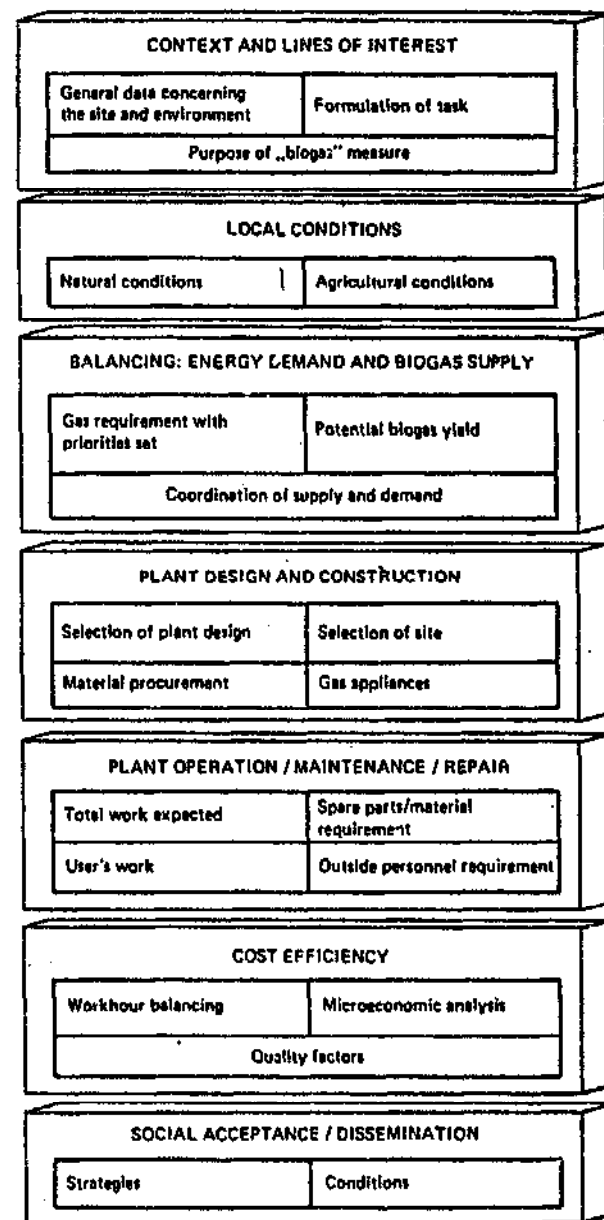 CONTEXT AND LINES OF INTEREST
General data concerning
the site and environment
Formulation of task
Purpose of „biogas" measure
LOCAL CONDITIONS
Natural conditions
Agricultural conditions
BALANCING: ENERGY DEMAND AND BIOGAS SUPPLY
Gas requirement with
priorities set
Potential biogas yield
Coordination of supply and demand
PLANT DESIGN AND CONSTRUCTION
Selection of plant design
Selection of site
Material procurement
Gas appliances
PLANT OPERATION / MAINTENANCE / REPAIR
Total work expected
Spare parts/material
requirement
User's work
Outside personnel requirement
COST EFFICIENCY
Workhour balancing
Microeconomic analysis
Quality factors
SOCIAL ACCEPTANCE / DISSEMINATION
Strategies
Conditions